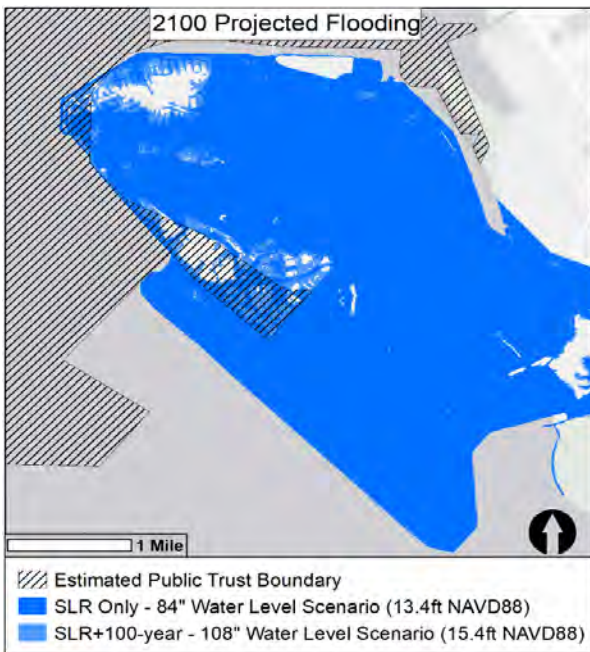 2100 Projected Flooding
1 Mile
Estimated Public Trust Boundary
SLR Only - 84" Water Level Scenario (13.4ft NAVD88)
SLR+100-year - 108" Water Level Scenario (15.4ft NAVD88)